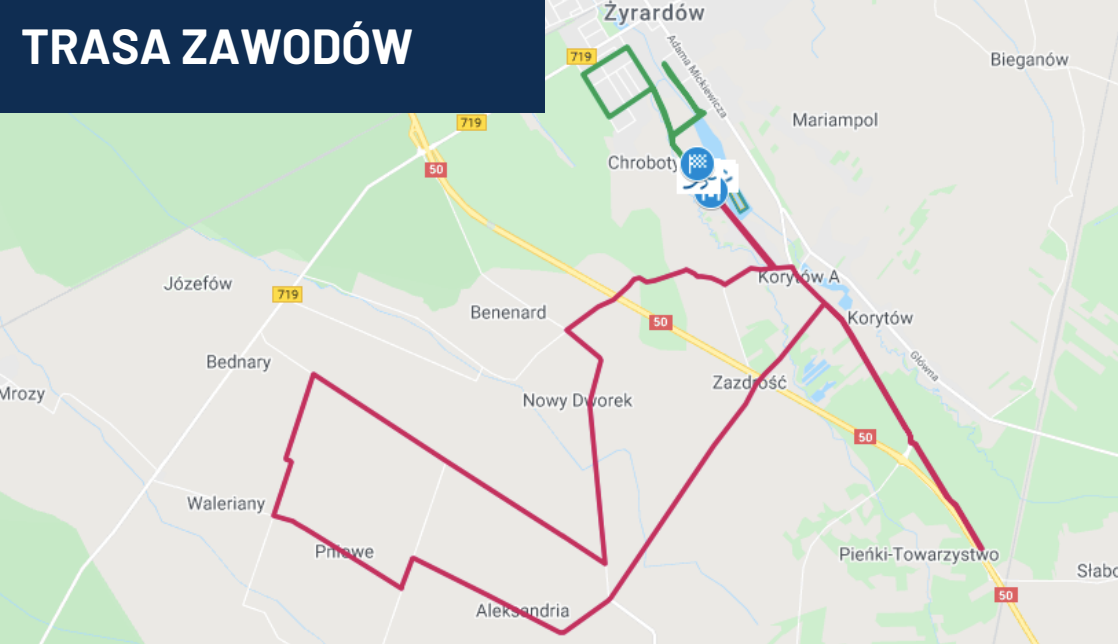 TRASA ZAWODÓW
Żyrardów
719
Adama Mickiewicza
Bieganów
719
Mariampol
Chroboty
50
Józefów
719
Korytów A
Benenard
50
Korytów
Bednary
Główna
Zazdrość
Mrozy
Nowy Dworek
50
Waleriany
Pniowe
Pieńki-Towarzystwo
Słabo
50
Aleksandria